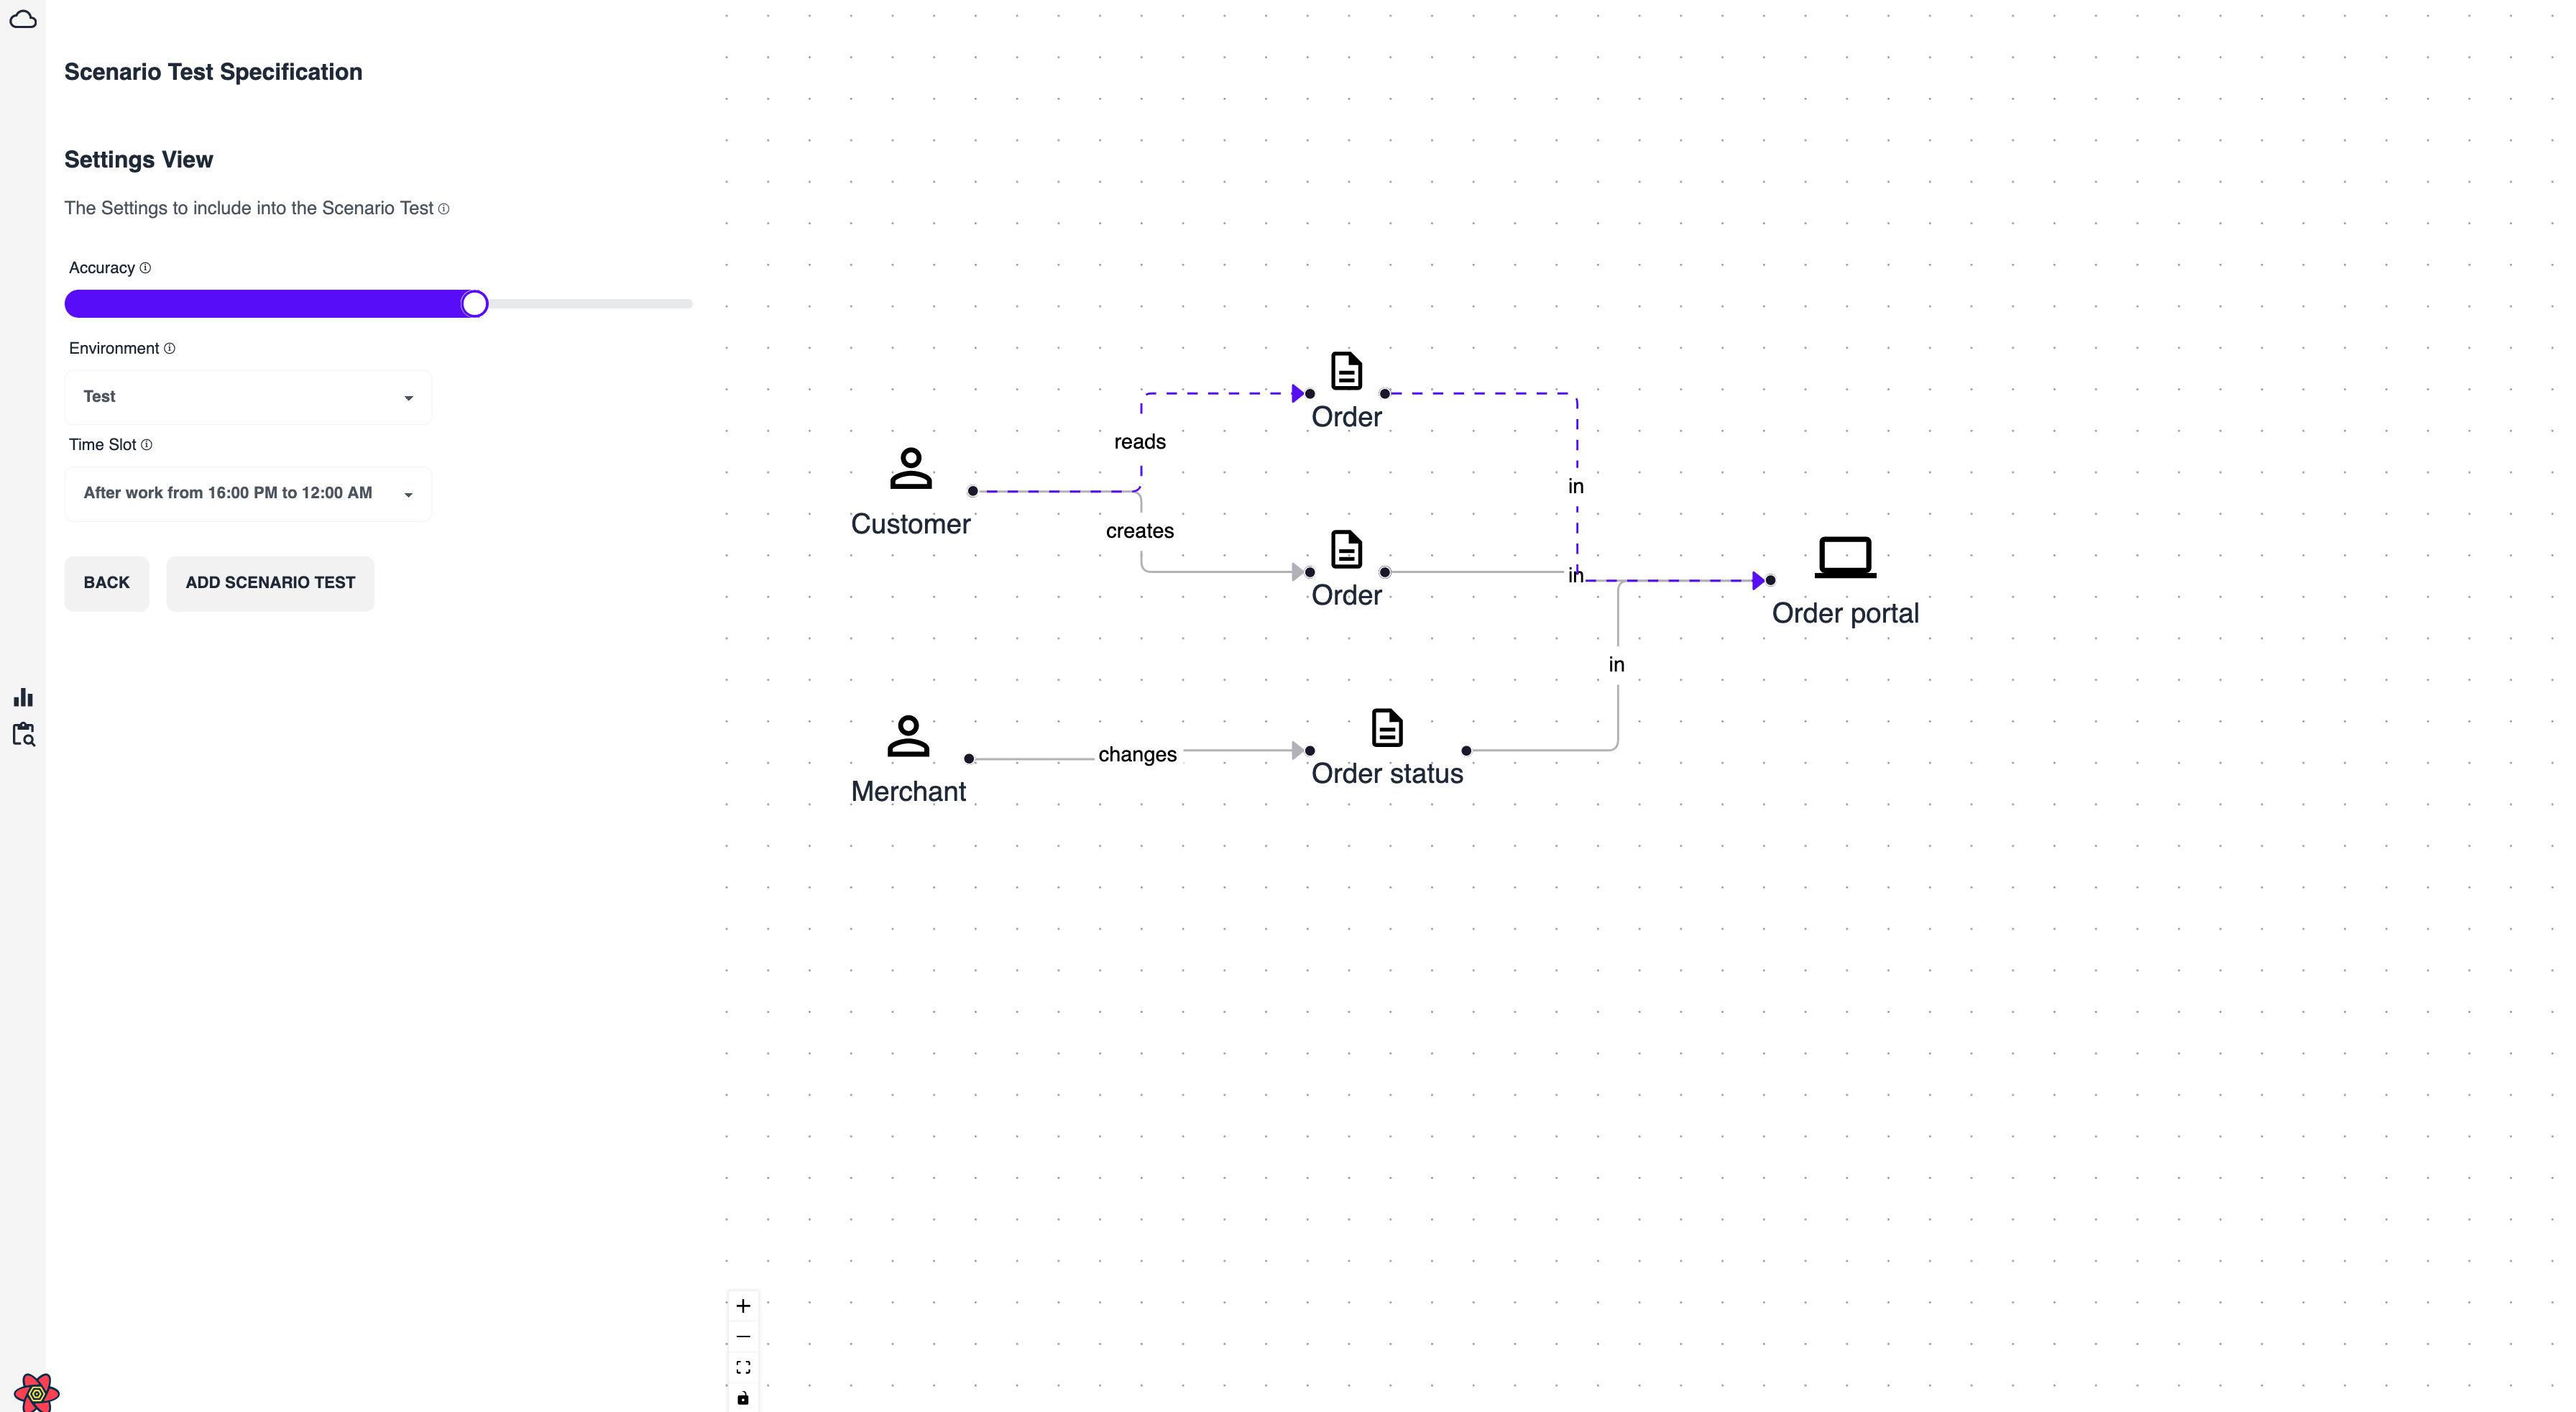 Scenario Test Specification
Settings View
The Settings to include into the Scenario Test
Accuracy
Environment
Test
Time Slot
After work from 16:00 PM to 12:00 AM
BACK
ADD SCENARIO TEST
Order
reads
in
Customer
creates
in
Order
Order portal
in
changes
Order status
Merchant